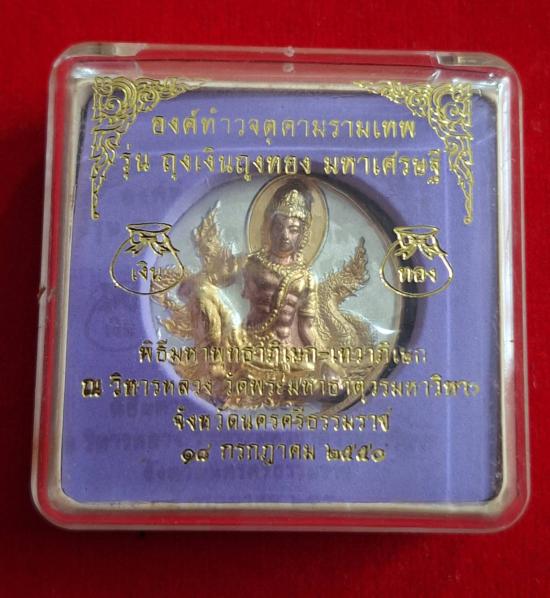 องค์ท้าวจตุคามรามเทพ
รุ่น ถุงเงินถุงทอง มหาเศรษฐี
เงิน
ทอง
พิธีมหาพุทธาภิเษก-เทวาภิเษก
ณ วิหารหลวง วัดพระมหาธาตุวรมหาวิหาร
จังหวัดนครศรีธรรมราช
๑๘ กรกฎาคม ๒๕๕๐